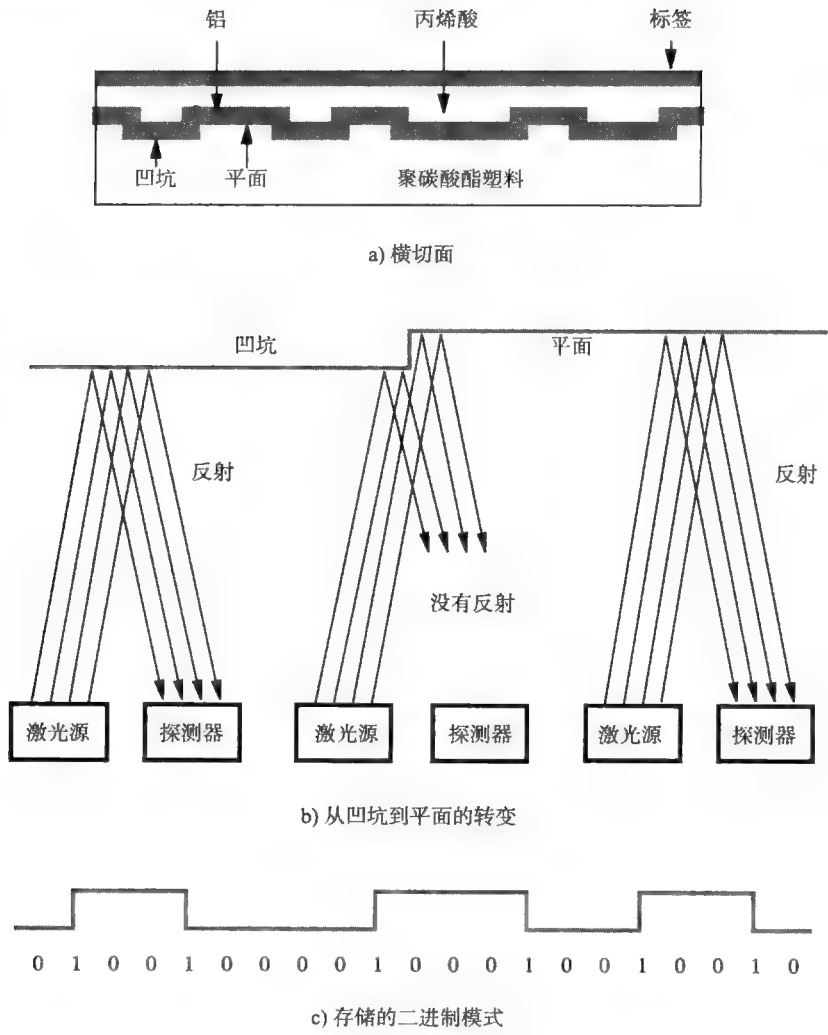 铝 丙烯酸 标签
凹坑 平面 聚碳酸酯塑料
a) 横切面
凹坑 平面
反射 反射
没有反射
激光源 探测器 激光源 探测器 激光源 探测器
b) 从凹坑到平面的转变
0 1 0 0 1 0 0 0 0 1 0 0 0 1 0 0 1 0 0 1 0
c) 存储的二进制模式